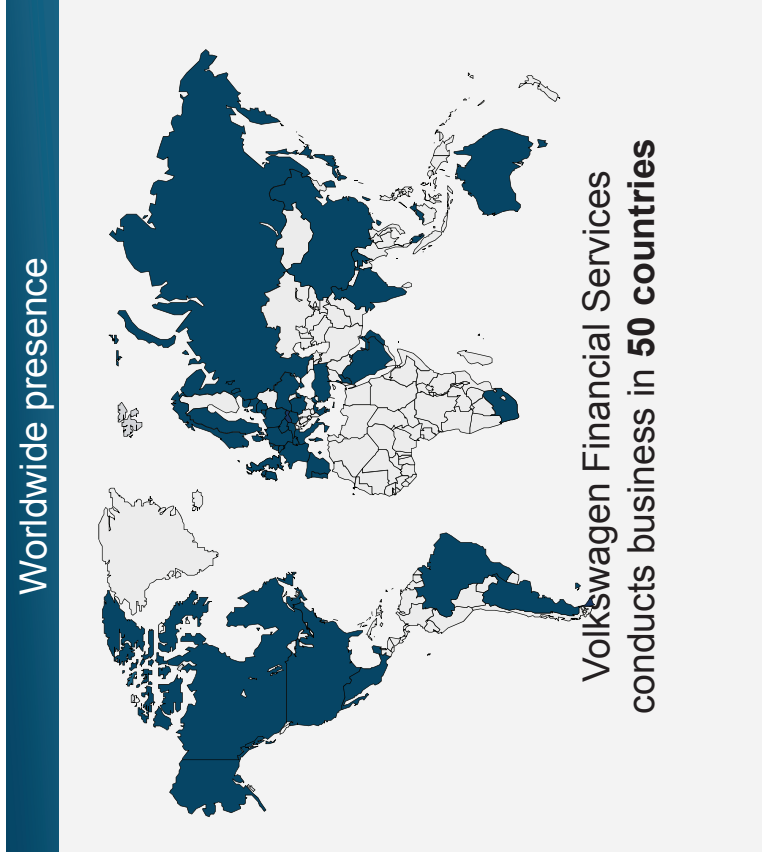 Worldwide presence
Volkswagen Financial Services
conducts business in 50 countries